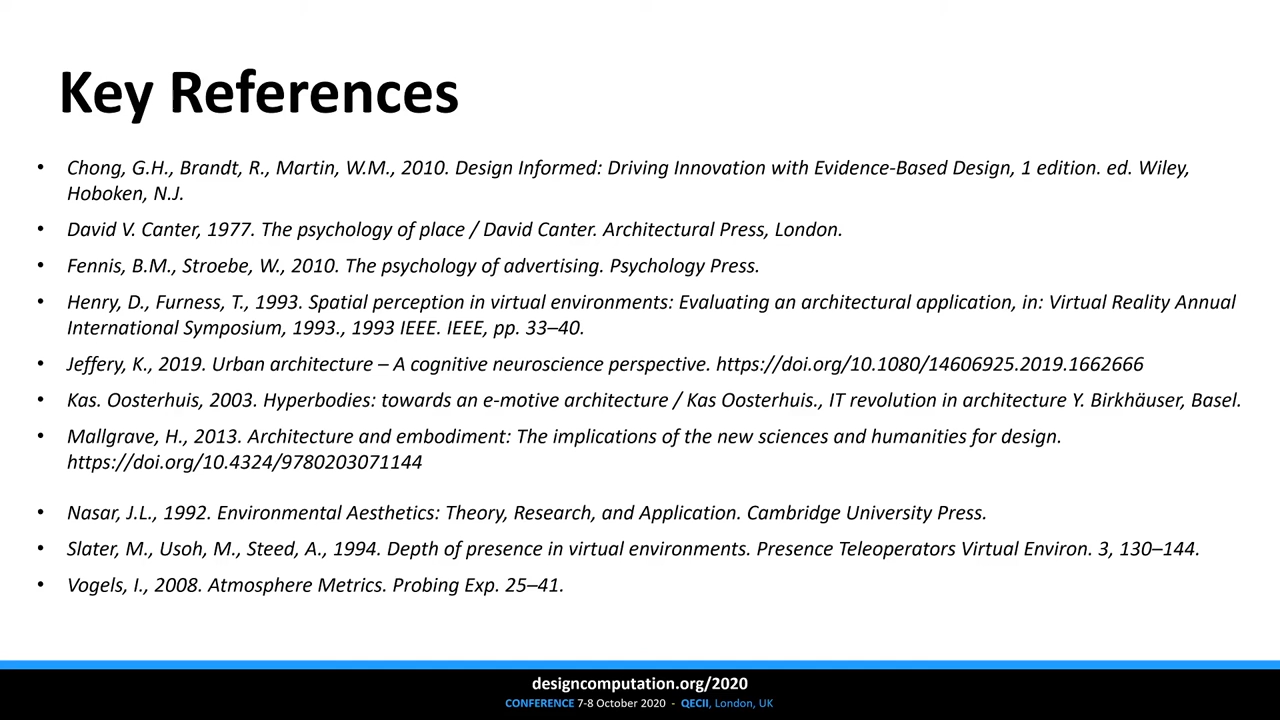 Key References
• Chong, G.H., Brandt, R., Martin, W.M., 2010. Design Informed: Driving Innovation with Evidence-Based Design, 1 edition. ed. Wiley,
Hoboken, N.J.
• David V. Canter, 1977. The psychology of place / David Canter. Architectural Press, London.
• Fennis, B.M., Stroebe, W., 2010. The psychology of advertising. Psychology Press.
• Henry, D., Furness, T., 1993. Spatial perception in virtual environments: Evaluating an architectural application, in: Virtual Reality Annual
International Symposium, 1993., 1993 IEEE. IEEE, pp. 33–40.
• Jeffery, K., 2019. Urban architecture – A cognitive neuroscience perspective. https://doi.org/10.1080/14606925.2019.1662666
• Kas. Oosterhuis, 2003. Hyperbodies: towards an e-motive architecture / Kas Oosterhuis., IT revolution in architecture Y. Birkhäuser, Basel.
• Mallgrave, H., 2013. Architecture and embodiment: The implications of the new sciences and humanities for design.
https://doi.org/10.4324/9780203071144
• Nasar, J.L., 1992. Environmental Aesthetics: Theory, Research, and Application. Cambridge University Press.
• Slater, M., Usoh, M., Steed, A., 1994. Depth of presence in virtual environments. Presence Teleoperators Virtual Environ. 3, 130–144.
• Vogels, I., 2008. Atmosphere Metrics. Probing Exp. 25–41.
designcomputation.org/2020
CONFERENCE 7-8 October 2020 - QECII, London, UK